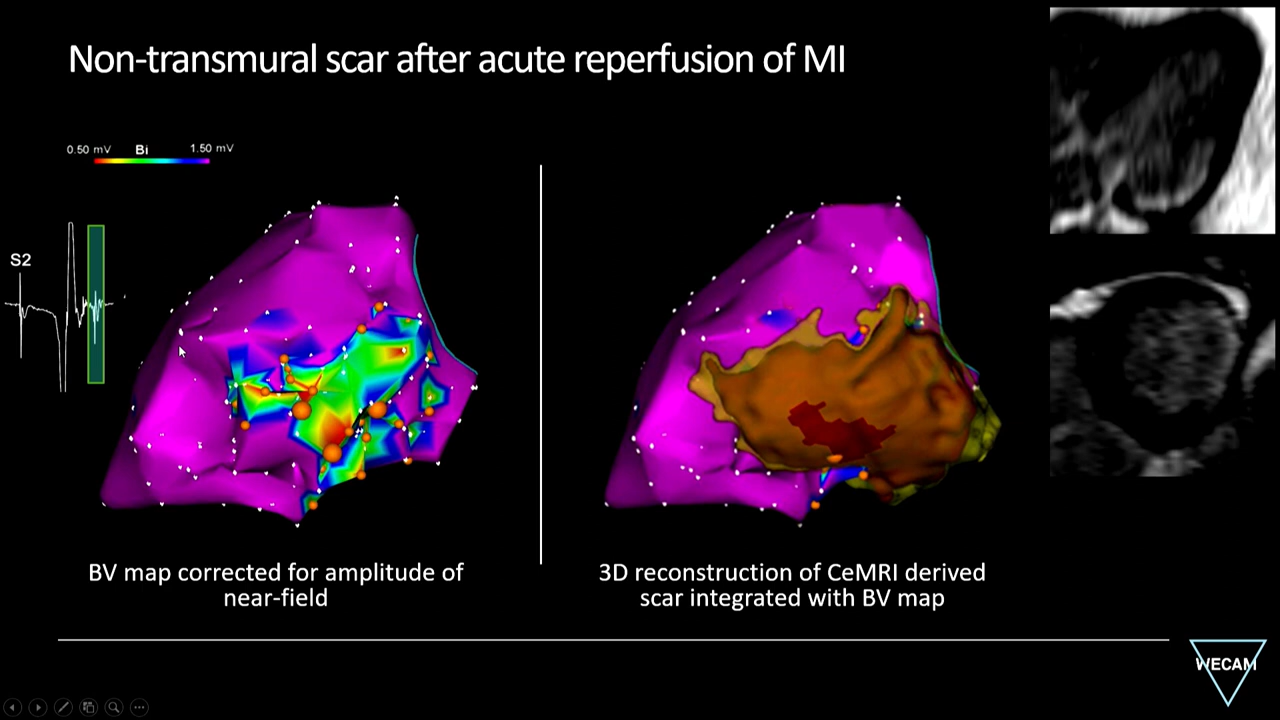 Non-transmural scar after acute reperfusion of MI
0.50 mV Bi 1.50 mV
S2
BV map corrected for amplitude of
near-field
3D reconstruction of CeMRI derived
scar integrated with BV map
WECAM